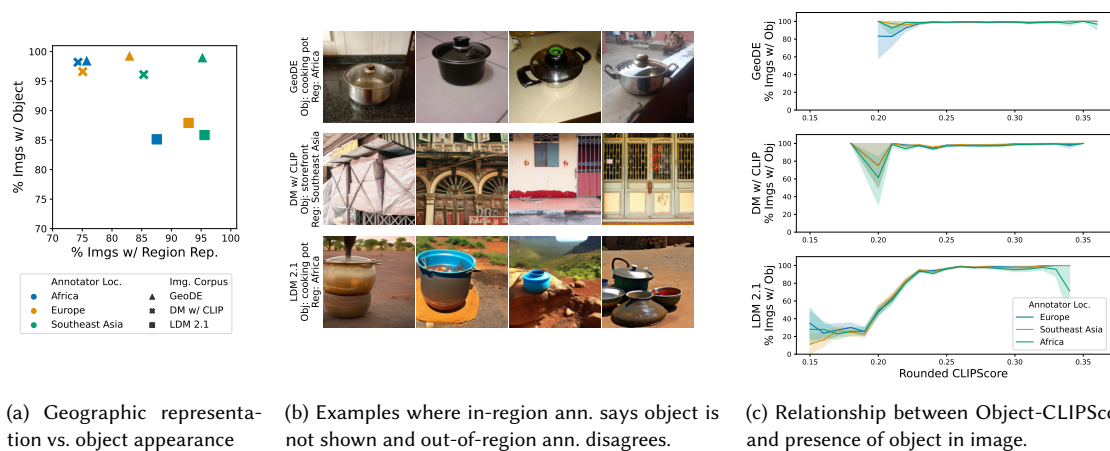 100
95
90
85
80
75
70
% Imgs w/ Object
70 75 80 85 90 95 100
% Imgs w/ Region Rep.
Annotator Loc.
Africa
Europe
Southeast Asia
Img. Corpus
GeoDE
DM w/ CLIP
LDM 2.1
(a) Geographic representa-
tion vs. object appearance
GeoDE
Obj: cooking pot
Reg: Africa
DM w/ CLIP
Obj: storefront
Reg: Southeast Asia
LDM 2.1
Obj: cooking pot
Reg: Africa
(b) Examples where in-region ann. says object is
not shown and out-of-region ann. disagrees.
GeoDE
% Imgs w/ Obj
100
80
60
40
20
0
0.15 0.20 0.25 0.30 0.35
DM w/ CLIP
% Imgs w/ Obj
100
80
60
40
20
0
0.15 0.20 0.25 0.30 0.35
LDM 2.1
% Imgs w/ Obj
100
80
60
40
20
0
0.15 0.20 0.25 0.30 0.35
Rounded CLIPScore
Annotator Loc.
Europe
Southeast Asia
Africa
(c) Relationship between Object-CLIPSco
and presence of object in image.